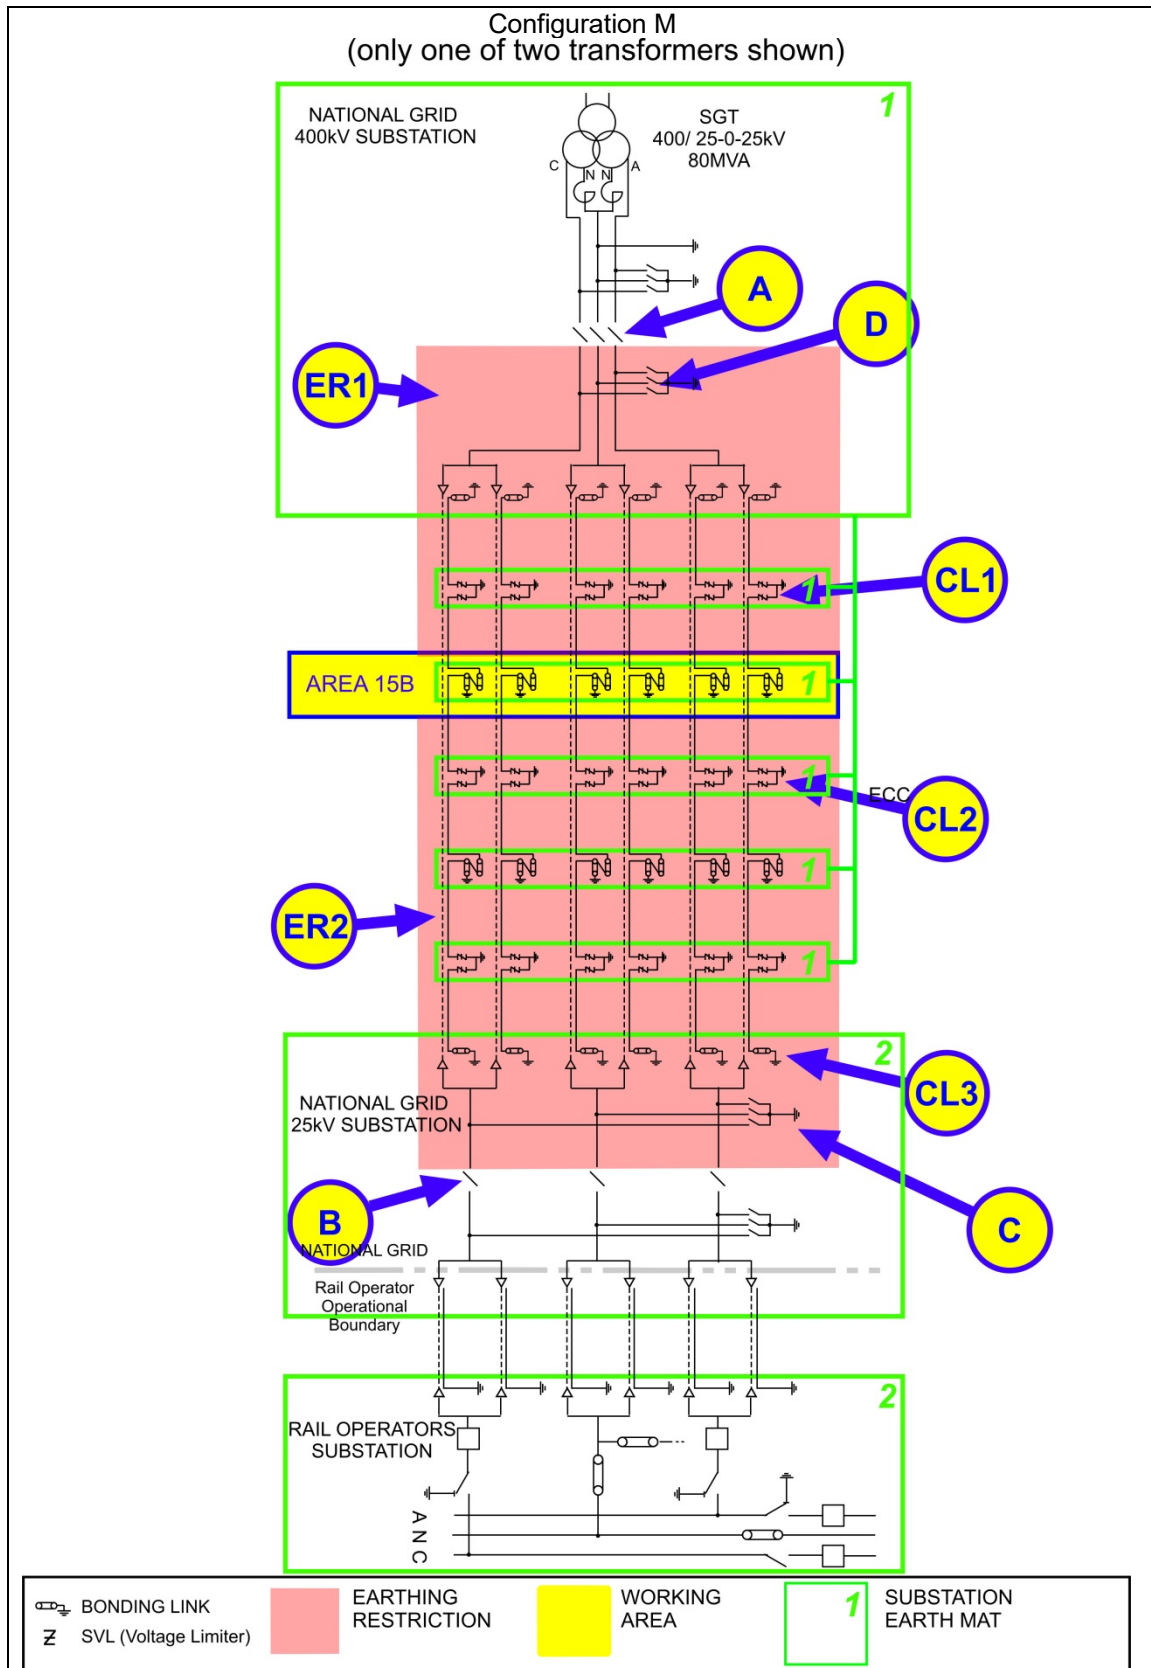 Configuration M
(only one of two transformers shown)
NATIONAL GRID
400kV SUBSTATION
SGT
400/ 25-0-25kV
80MVA
1
C
N N
A
A
D
ER1
CL1
1
AREA 15B
1
1
ECC
CL2
1
ER2
1
2
CL3
NATIONAL GRID
25kV SUBSTATION
B
C
NATIONAL GRID
Rail Operator
Operational
Boundary
2
RAIL OPERATORS
SUBSTATION
A
N
C
BONDING LINK
SVL (Voltage Limiter)
EARTHING
RESTRICTION
WORKING
AREA
1
SUBSTATION
EARTH MAT